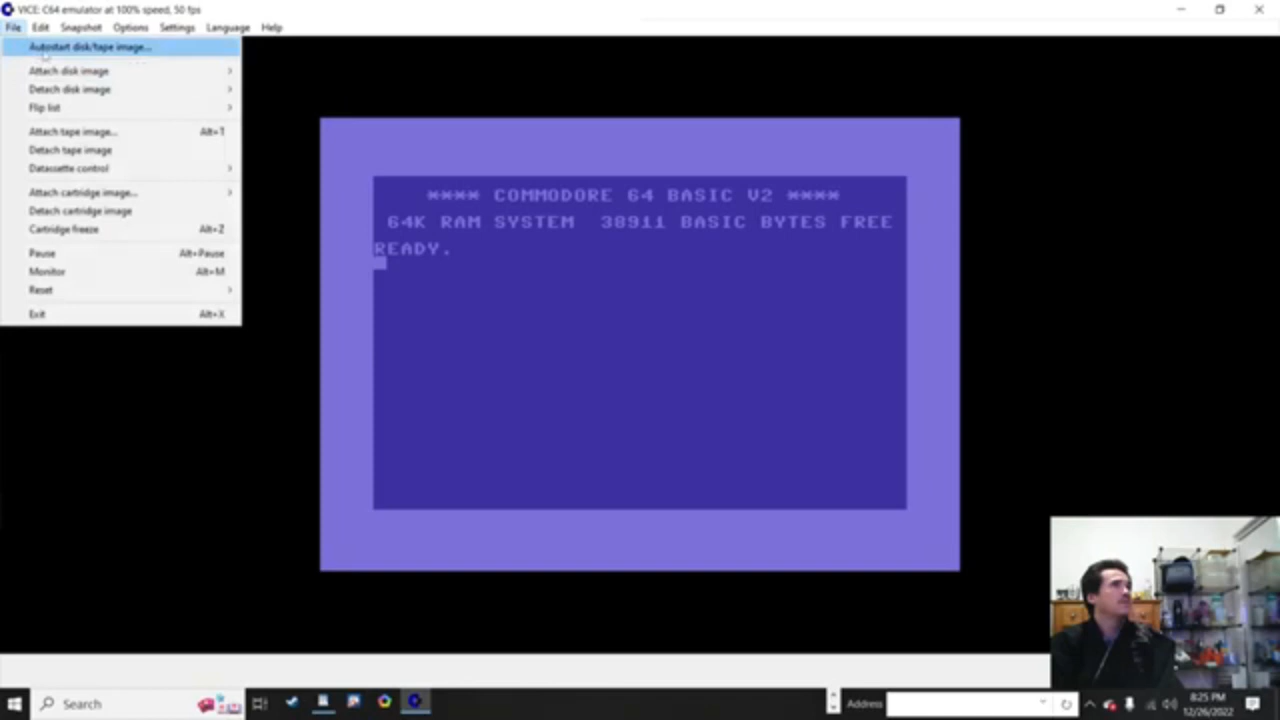 VICE: C64 emulator at 100% speed, 50 fps
File Edit Snapshot Options Settings Language Help
Autostart disk/tape image...
Attach disk image
Detach disk image
Flip list
Attach tape image... Alt+T
Detach tape image
Datassette control
Attach cartridge image...
Detach cartridge image
Cartridge freeze Alt+Z
Pause Alt+Pause
Monitor Alt+M
Reset
Exit Alt+X
**** COMMODORE 64 BASIC V2 ****
64K RAM SYSTEM 38911 BASIC BYTES FREE
READY.
Search
Address
8:25 PM
12/26/2022